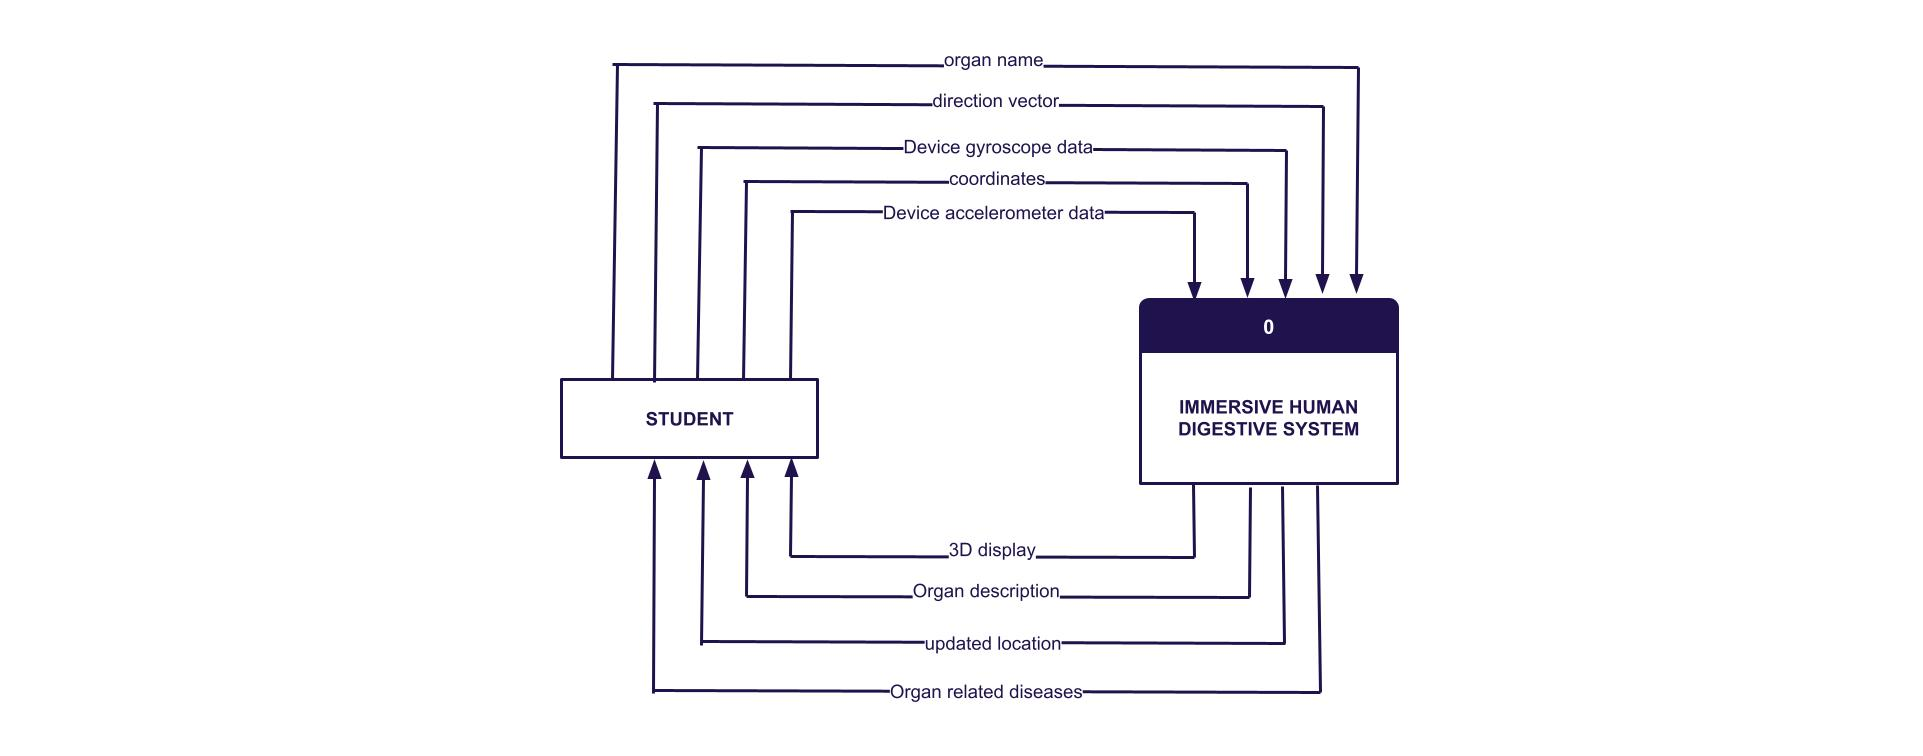 organ name
direction vector
Device gyroscope data
coordinates
Device accelerometer data
0
STUDENT
IMMERSIVE HUMAN
DIGESTIVE SYSTEM
3D display
Organ description
updated location
Organ related diseases